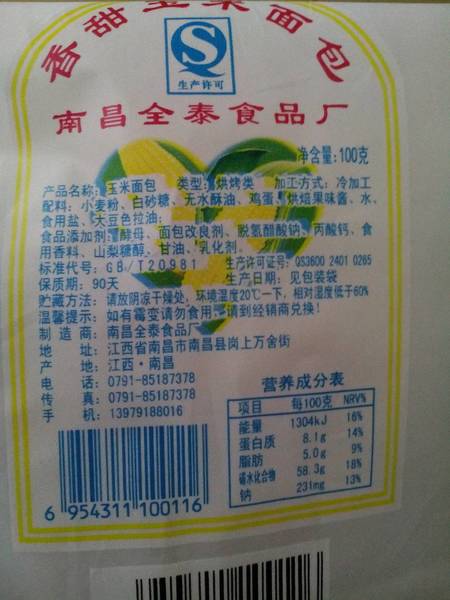 香甜玉米面包
生产许可
南昌全泰食品厂
净含量:100克
产品名称:玉米面包 类型:烘烤类 加工方式:冷加工
配料:小麦粉、白砂糖、无水酥油、鸡蛋、烘焙果味酱、水、
食用盐、大豆色拉油;
食品添加剂:酵母、面包改良剂、脱氢醋酸钠、丙酸钙、食
用香料、山梨糖醇、甘油、乳化剂。
标准代号:GB/T20981 生产许可证号:QS3600 2401 0265
保质期:90天 生产日期:见包装袋
贮藏方法:请放阴凉干燥处,环境温度20℃一下,相对湿度低于60%
温馨提示:如有霉变请勿食用,请到经销商兑换!
制造商:南昌全泰食品厂
地址:江西省南昌市南昌县岗上万舍街
产地:江西·南昌
电话:0791-85187378
传真:0791-85187378
手机:13979188016
营养成分表
项目 每100克 NRV%
能量 1304kJ 16%
蛋白质 8.1g 14%
脂肪 5.0g 9%
碳水化合物 58.3g 18%
钠 231mg 13%
6 954311 100116